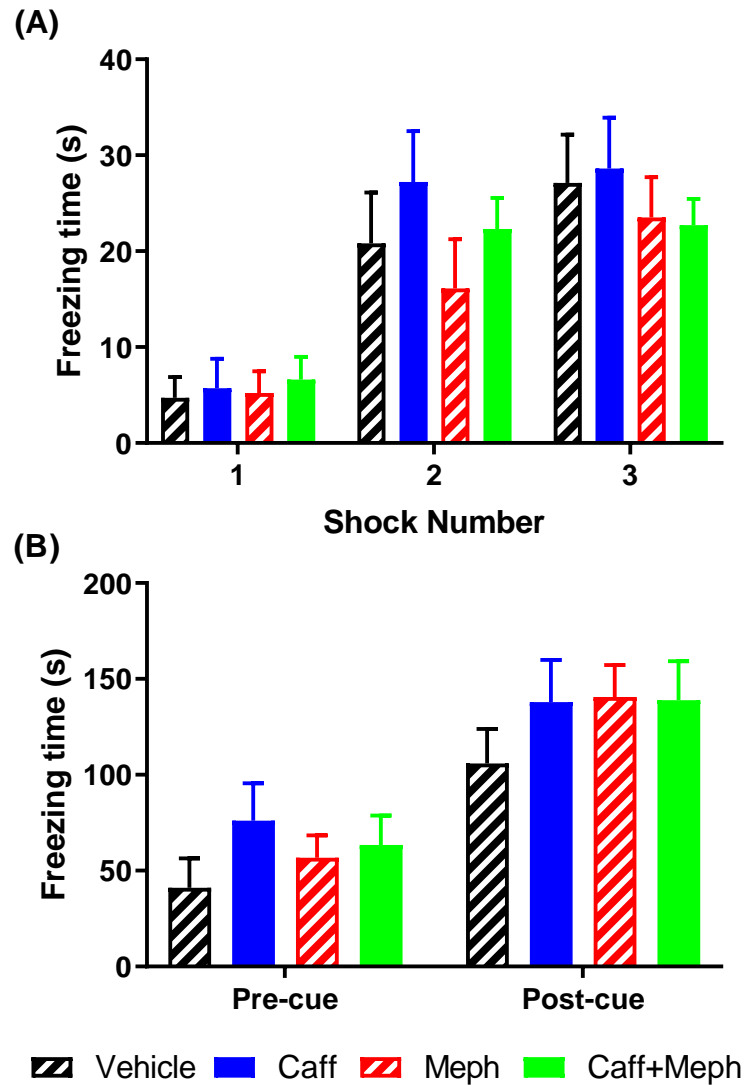 (A)
40
30
20
10
0
Freezing time (s)
1 2 3
Shock Number
(B)
200
150
100
50
0
Freezing time (s)
Pre-cue Post-cue
Vehicle Caff Meph Caff+Meph